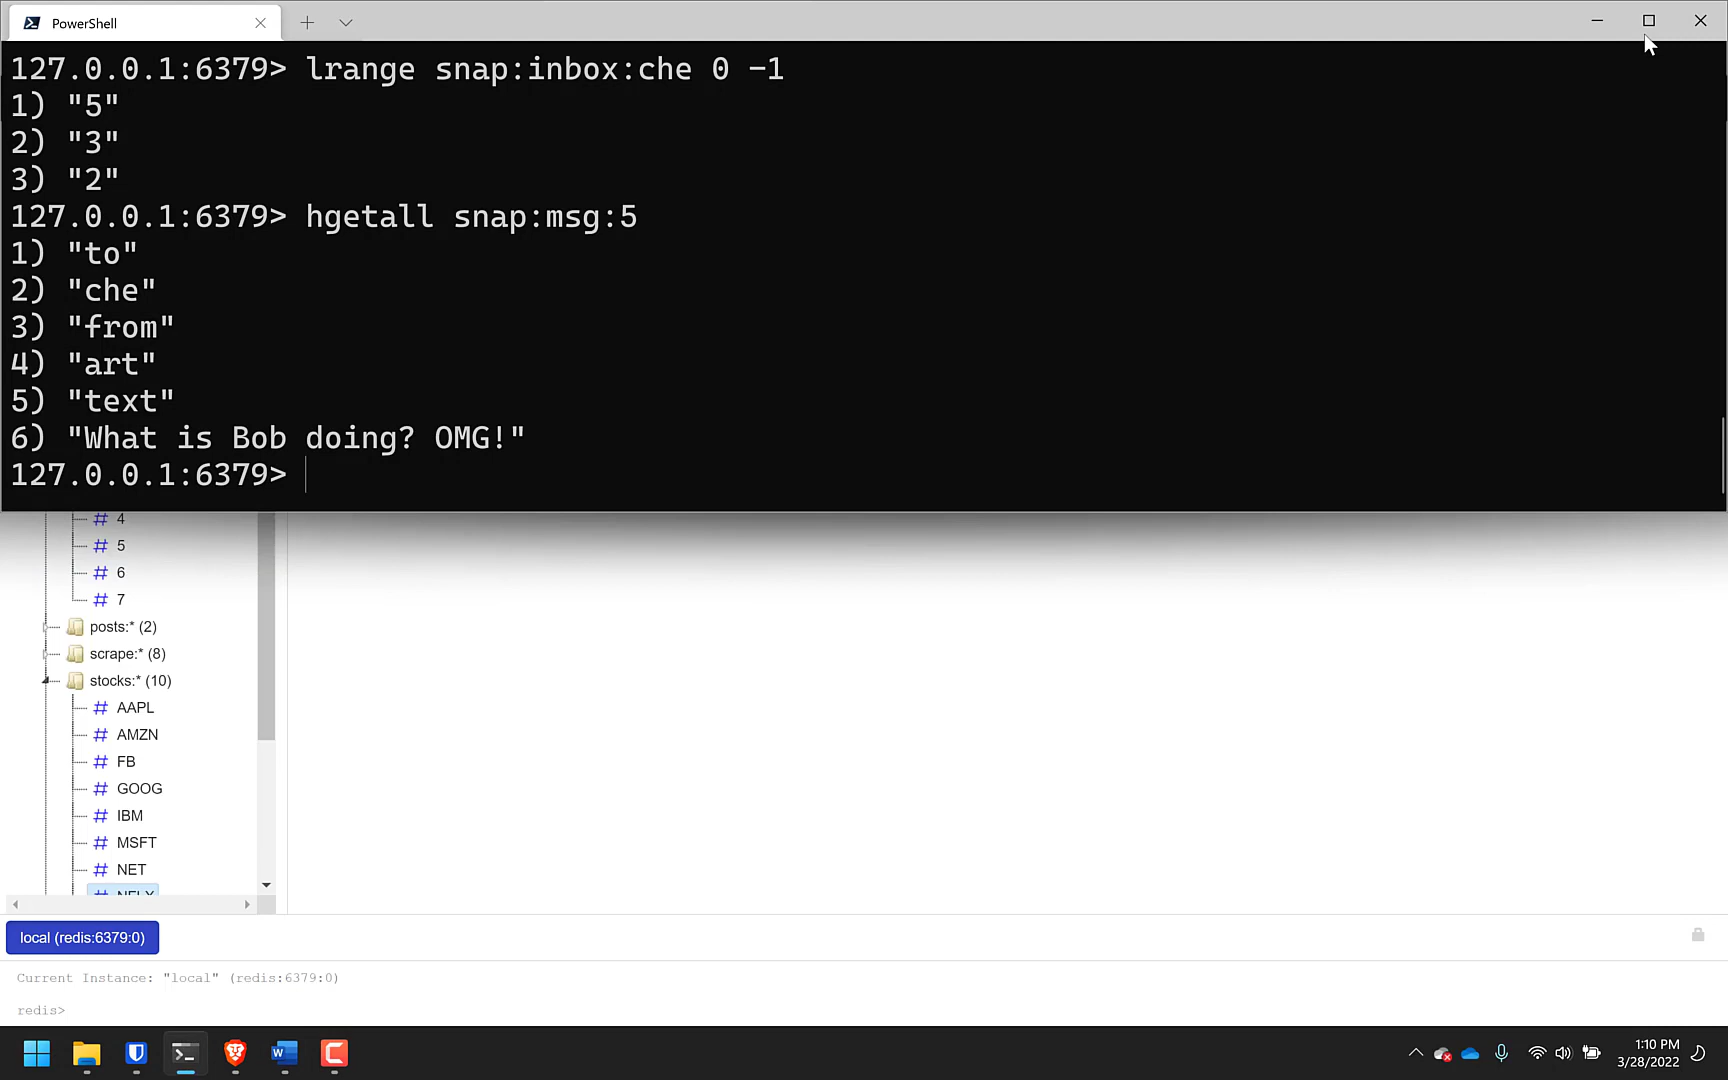 PowerShell
127.0.0.1:6379> lrange snap:inbox:che 0 -1
1) "5"
2) "3"
3) "2"
127.0.0.1:6379> hgetall snap:msg:5
1) "to"
2) "che"
3) "from"
4) "art"
5) "text"
6) "What is Bob doing? OMG!"
127.0.0.1:6379>
# 4
# 5
# 6
# 7
posts:* (2)
scrape:* (8)
stocks:* (10)
# AAPL
# AMZN
# FB
# GOOG
# IBM
# MSFT
# NET
local (redis:6379:0)
Current Instance: "local" (redis:6379:0)
redis>
1:10 PM
3/28/2022